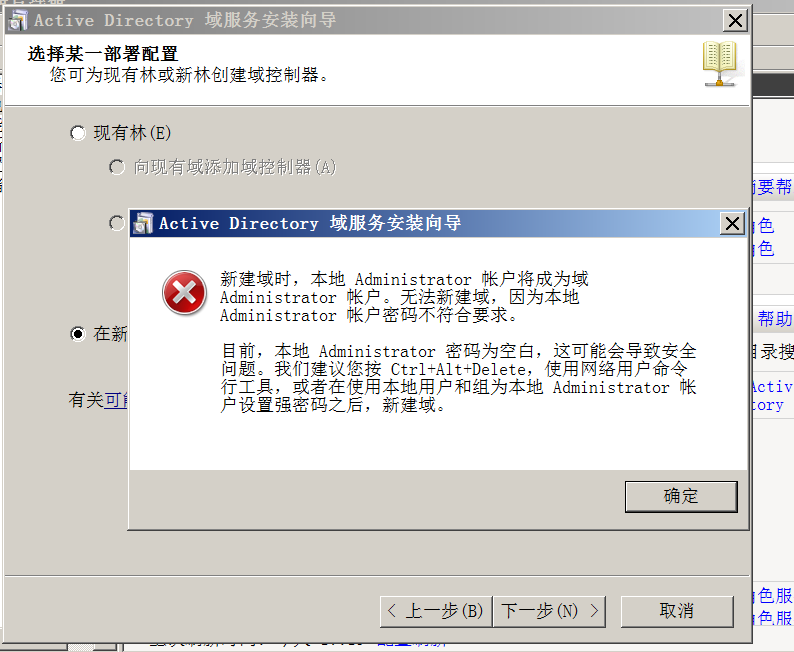 Active Directory 域服务安装向导
选择某一部署配置
您可为现有林或新林创建域控制器。
现有林(E)
向现有域添加域控制器(A)
要帮
色
色
Active Directory 域服务安装向导
新建域时，本地 Administrator 帐户将成为域
Administrator 帐户。无法新建域，因为本地
Administrator 帐户密码不符合要求。
帮助
在新
目前，本地 Administrator 密码为空白，这可能会导致安全
问题。我们建议您按 Ctrl+Alt+Delete，使用网络用户命令
行工具，或者在使用本地用户和组为本地 Administrator 帐
户设置强密码之后，新建域。
目录搜
Activ
tory
有关可
确定
色服
色服
< 上一步(B)
下一步(N) >
取消